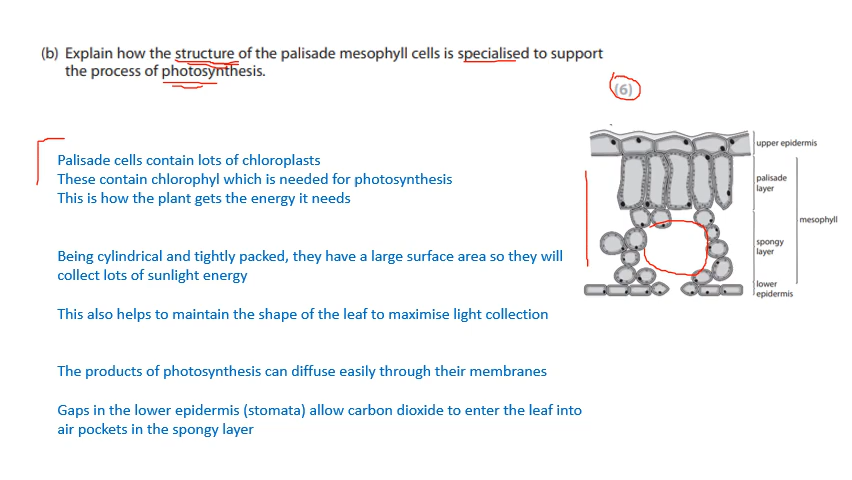 (b) Explain how the structure of the palisade mesophyll cells is specialised to support
the process of photosynthesis.
(6)
Palisade cells contain lots of chloroplasts
These contain chlorophyl which is needed for photosynthesis
This is how the plant gets the energy it needs
Being cylindrical and tightly packed, they have a large surface area so they will
collect lots of sunlight energy
This also helps to maintain the shape of the leaf to maximise light collection
The products of photosynthesis can diffuse easily through their membranes
Gaps in the lower epidermis (stomata) allow carbon dioxide to enter the leaf into
air pockets in the spongy layer
upper epidermis
palisade
layer
mesophyll
spongy
layer
lower
epidermis